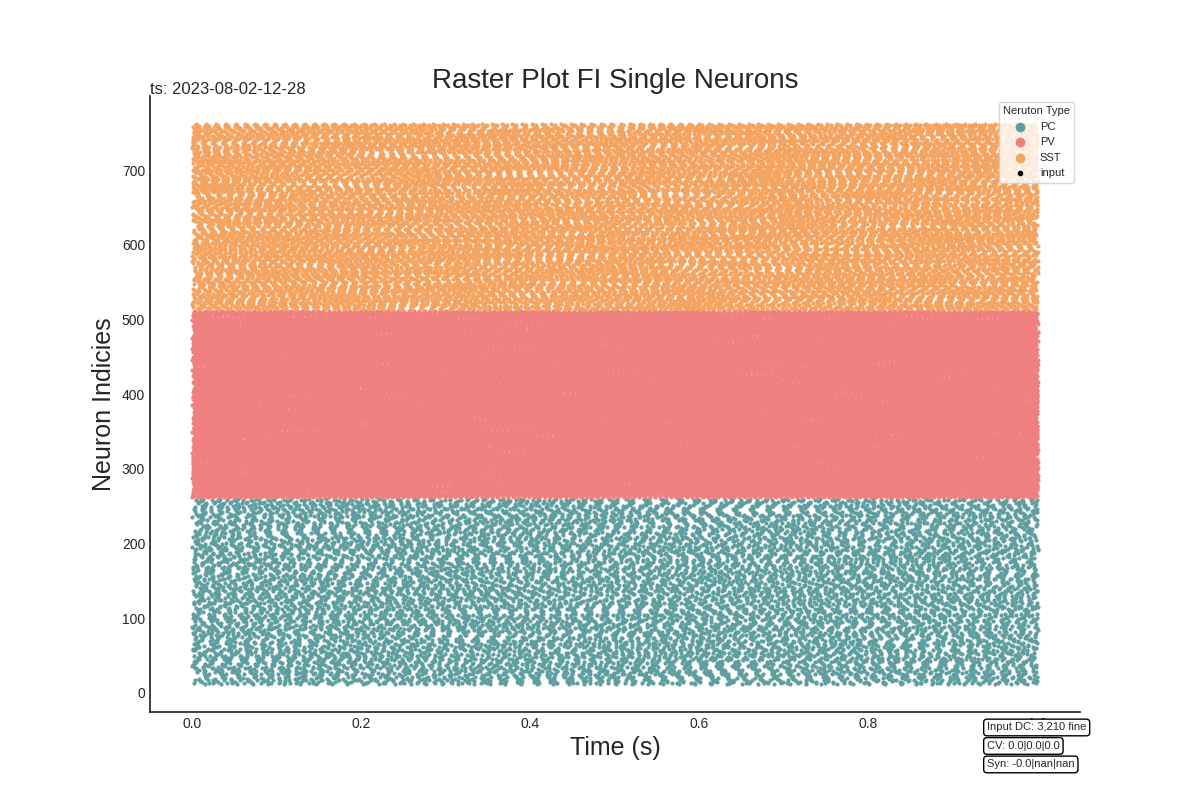 Raster Plot FI Single Neurons
ts: 2023-08-02-12-28
Neruton Type
PC
PV
SST
input
Neuron Indicies
700
600
500
400
300
200
100
0
0.0
0.2
0.4
0.6
0.8
Time (s)
Input DC: 3,210 fine
CV: 0.0|0.0|0.0
Syn: -0.0|nan|nan